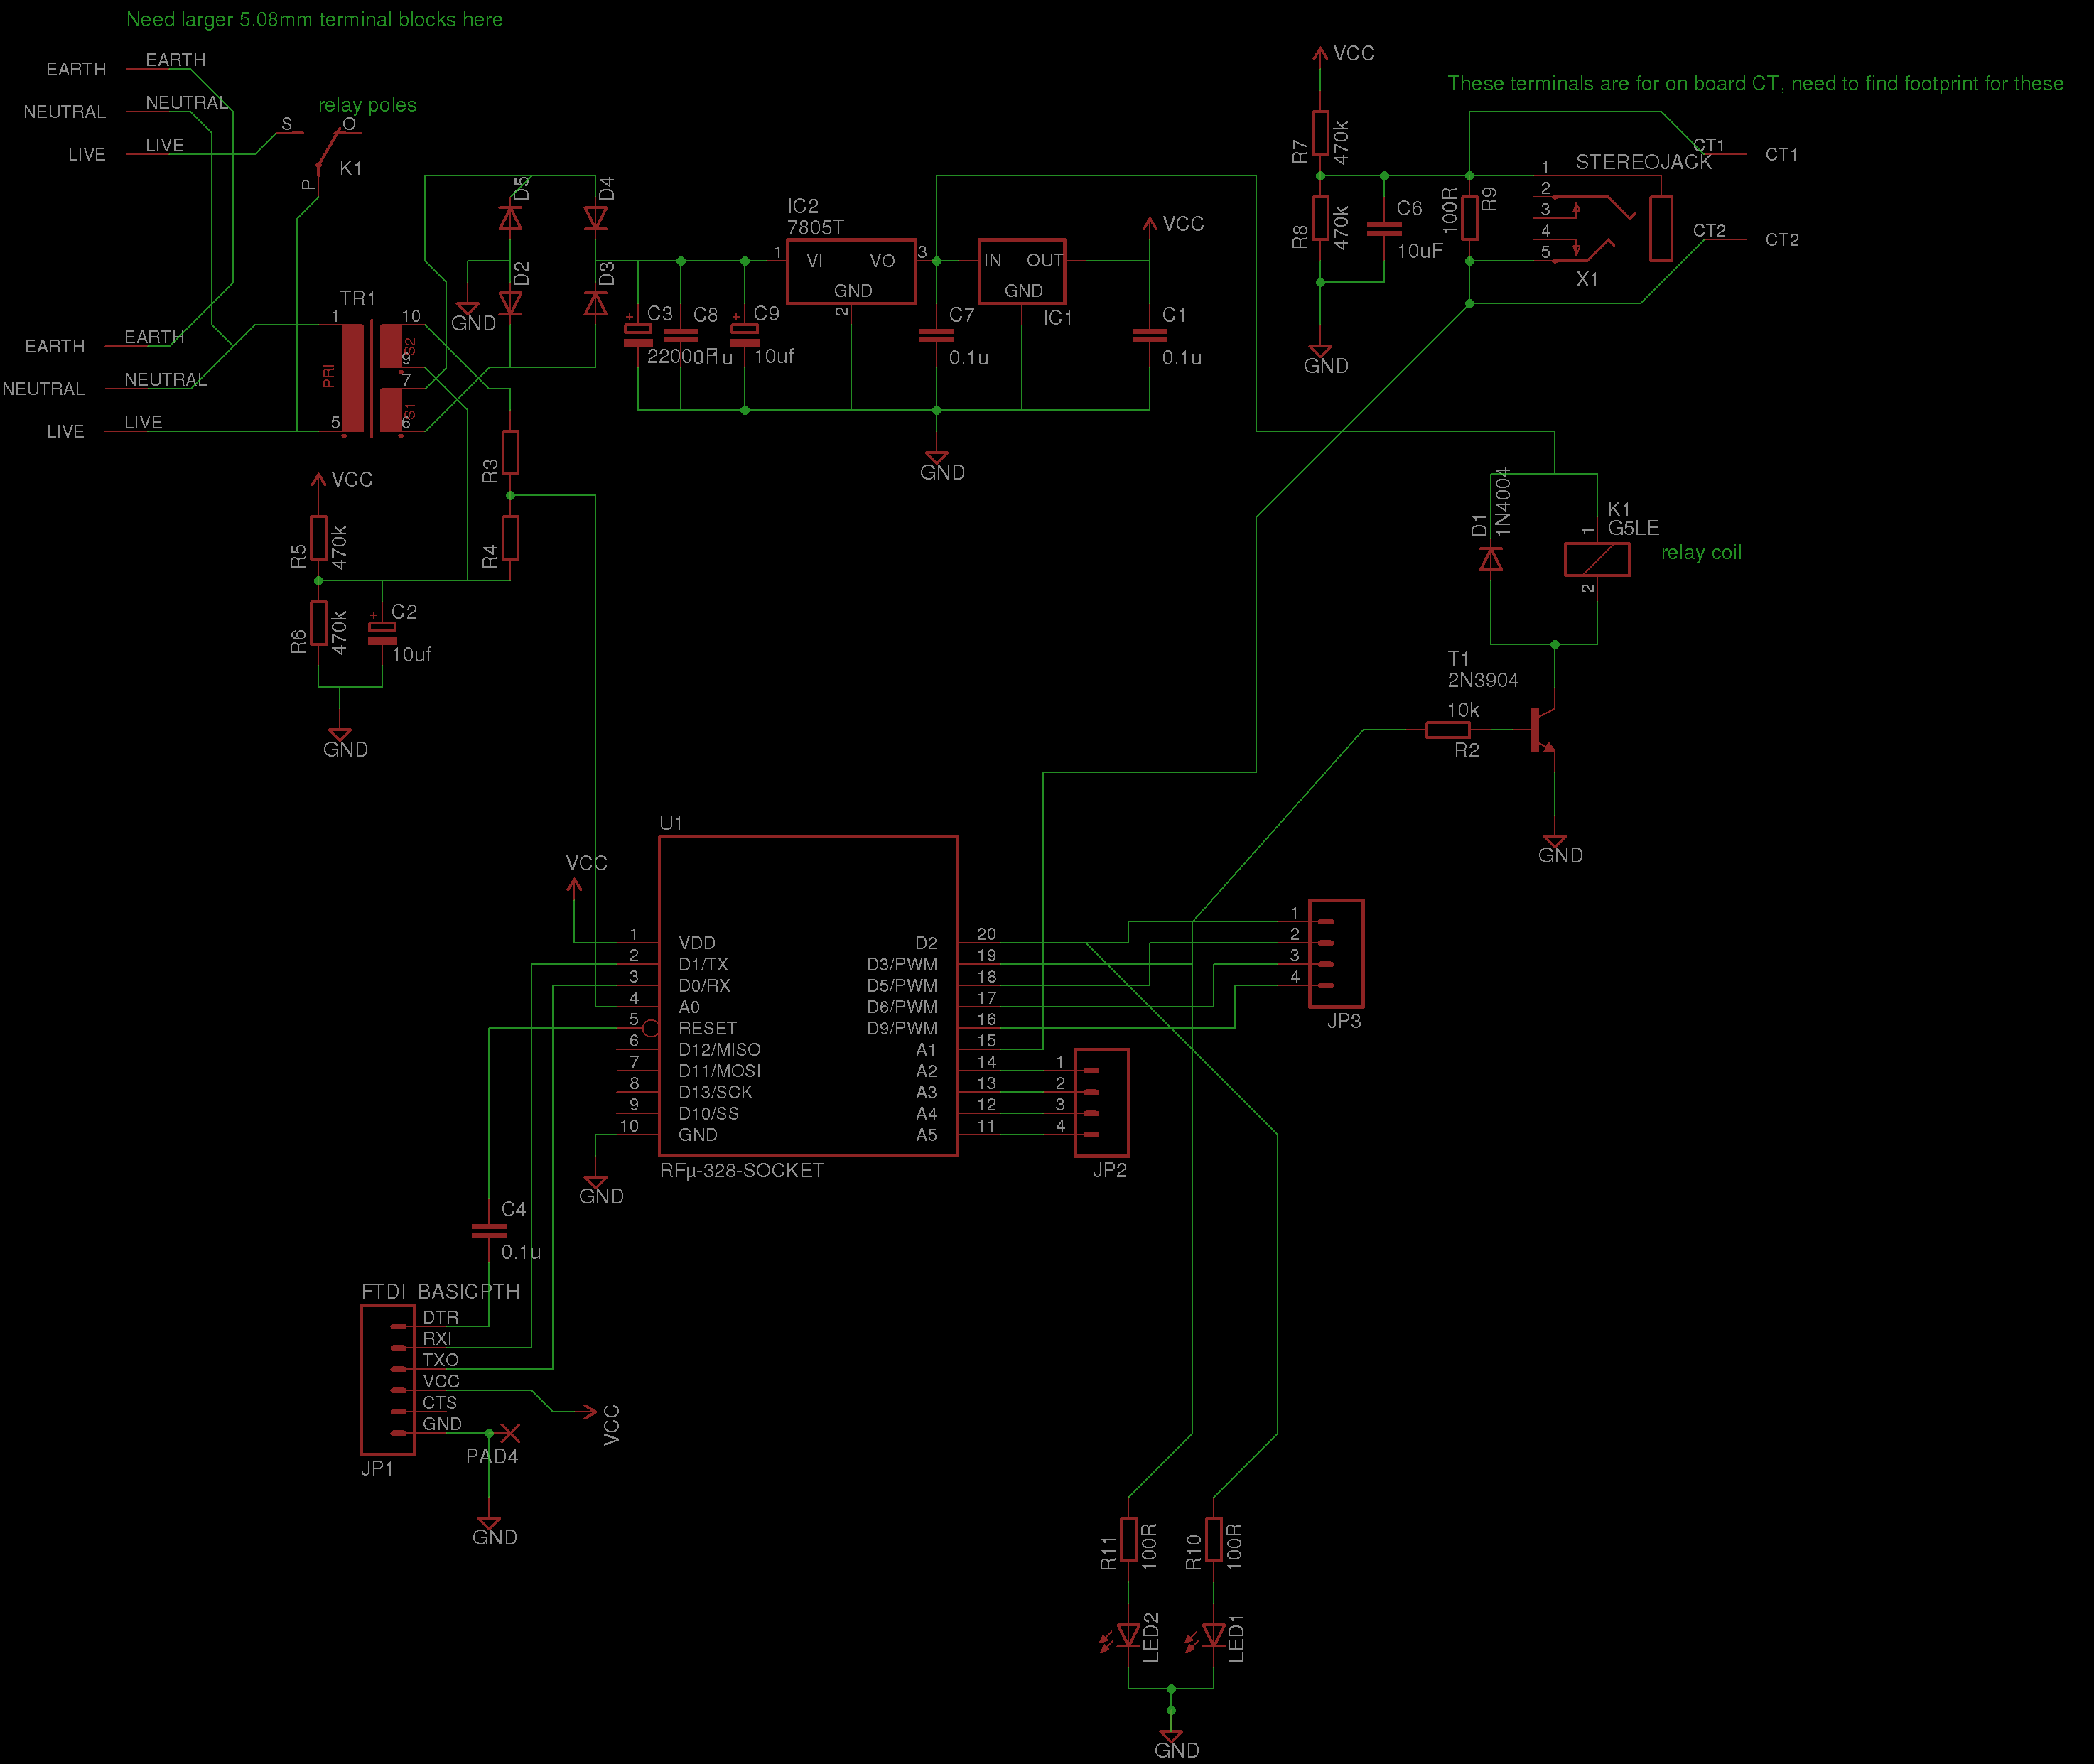 Need larger 5.08mm terminal blocks here
EARTH EARTH
NEUTRAL NEUTRAL
LIVE LIVE
relay poles
S O
P
K1
EARTH EARTH
NEUTRAL NEUTRAL
LIVE LIVE
TR1
1 10
PRI S2
9
7
S1
5 6
D5 D4
D2 D3
GND
VCC
R5 470k
R6 470k
C2
10uf
GND
R3
R4
C3
C8
0.1u
C9
10uf
IC2
7805T
1 VI VO 3
GND
2
C7
0.1u
IN OUT
GND
IC1
VCC
C1
0.1u
GND
VCC
These terminals are for on board CT, need to find footprint for these
R7 470k
R8 470k
C6
10uF
100R R9
STEREOJACK
1
2
3
4
5
X1
CT1 CT1
CT2 CT2
GND
D1 1N4004
K1
G5LE
1
2
relay coil
T1
2N3904
10k
R2
GND
U1
VCC
1 VDD D2 20
2 D1/TX D3/PWM 19
3 D0/RX D5/PWM 18
4 A0 D6/PWM 17
5 RESET D9/PWM 16
6 D12/MISO A1 15
7 D11/MOSI A2 14
8 D13/SCK A3 13
9 D10/SS A4 12
10 GND A5 11
RFµ-328-SOCKET
GND
1
2
3
4
JP3
1
2
3
4
JP2
C4
0.1u
FTDI_BASICPTH
DTR
RXI
TXO
VCC
CTS
GND
JP1
PAD4
VCC
GND
R11 100R
R10 100R
LED2
LED1
GND